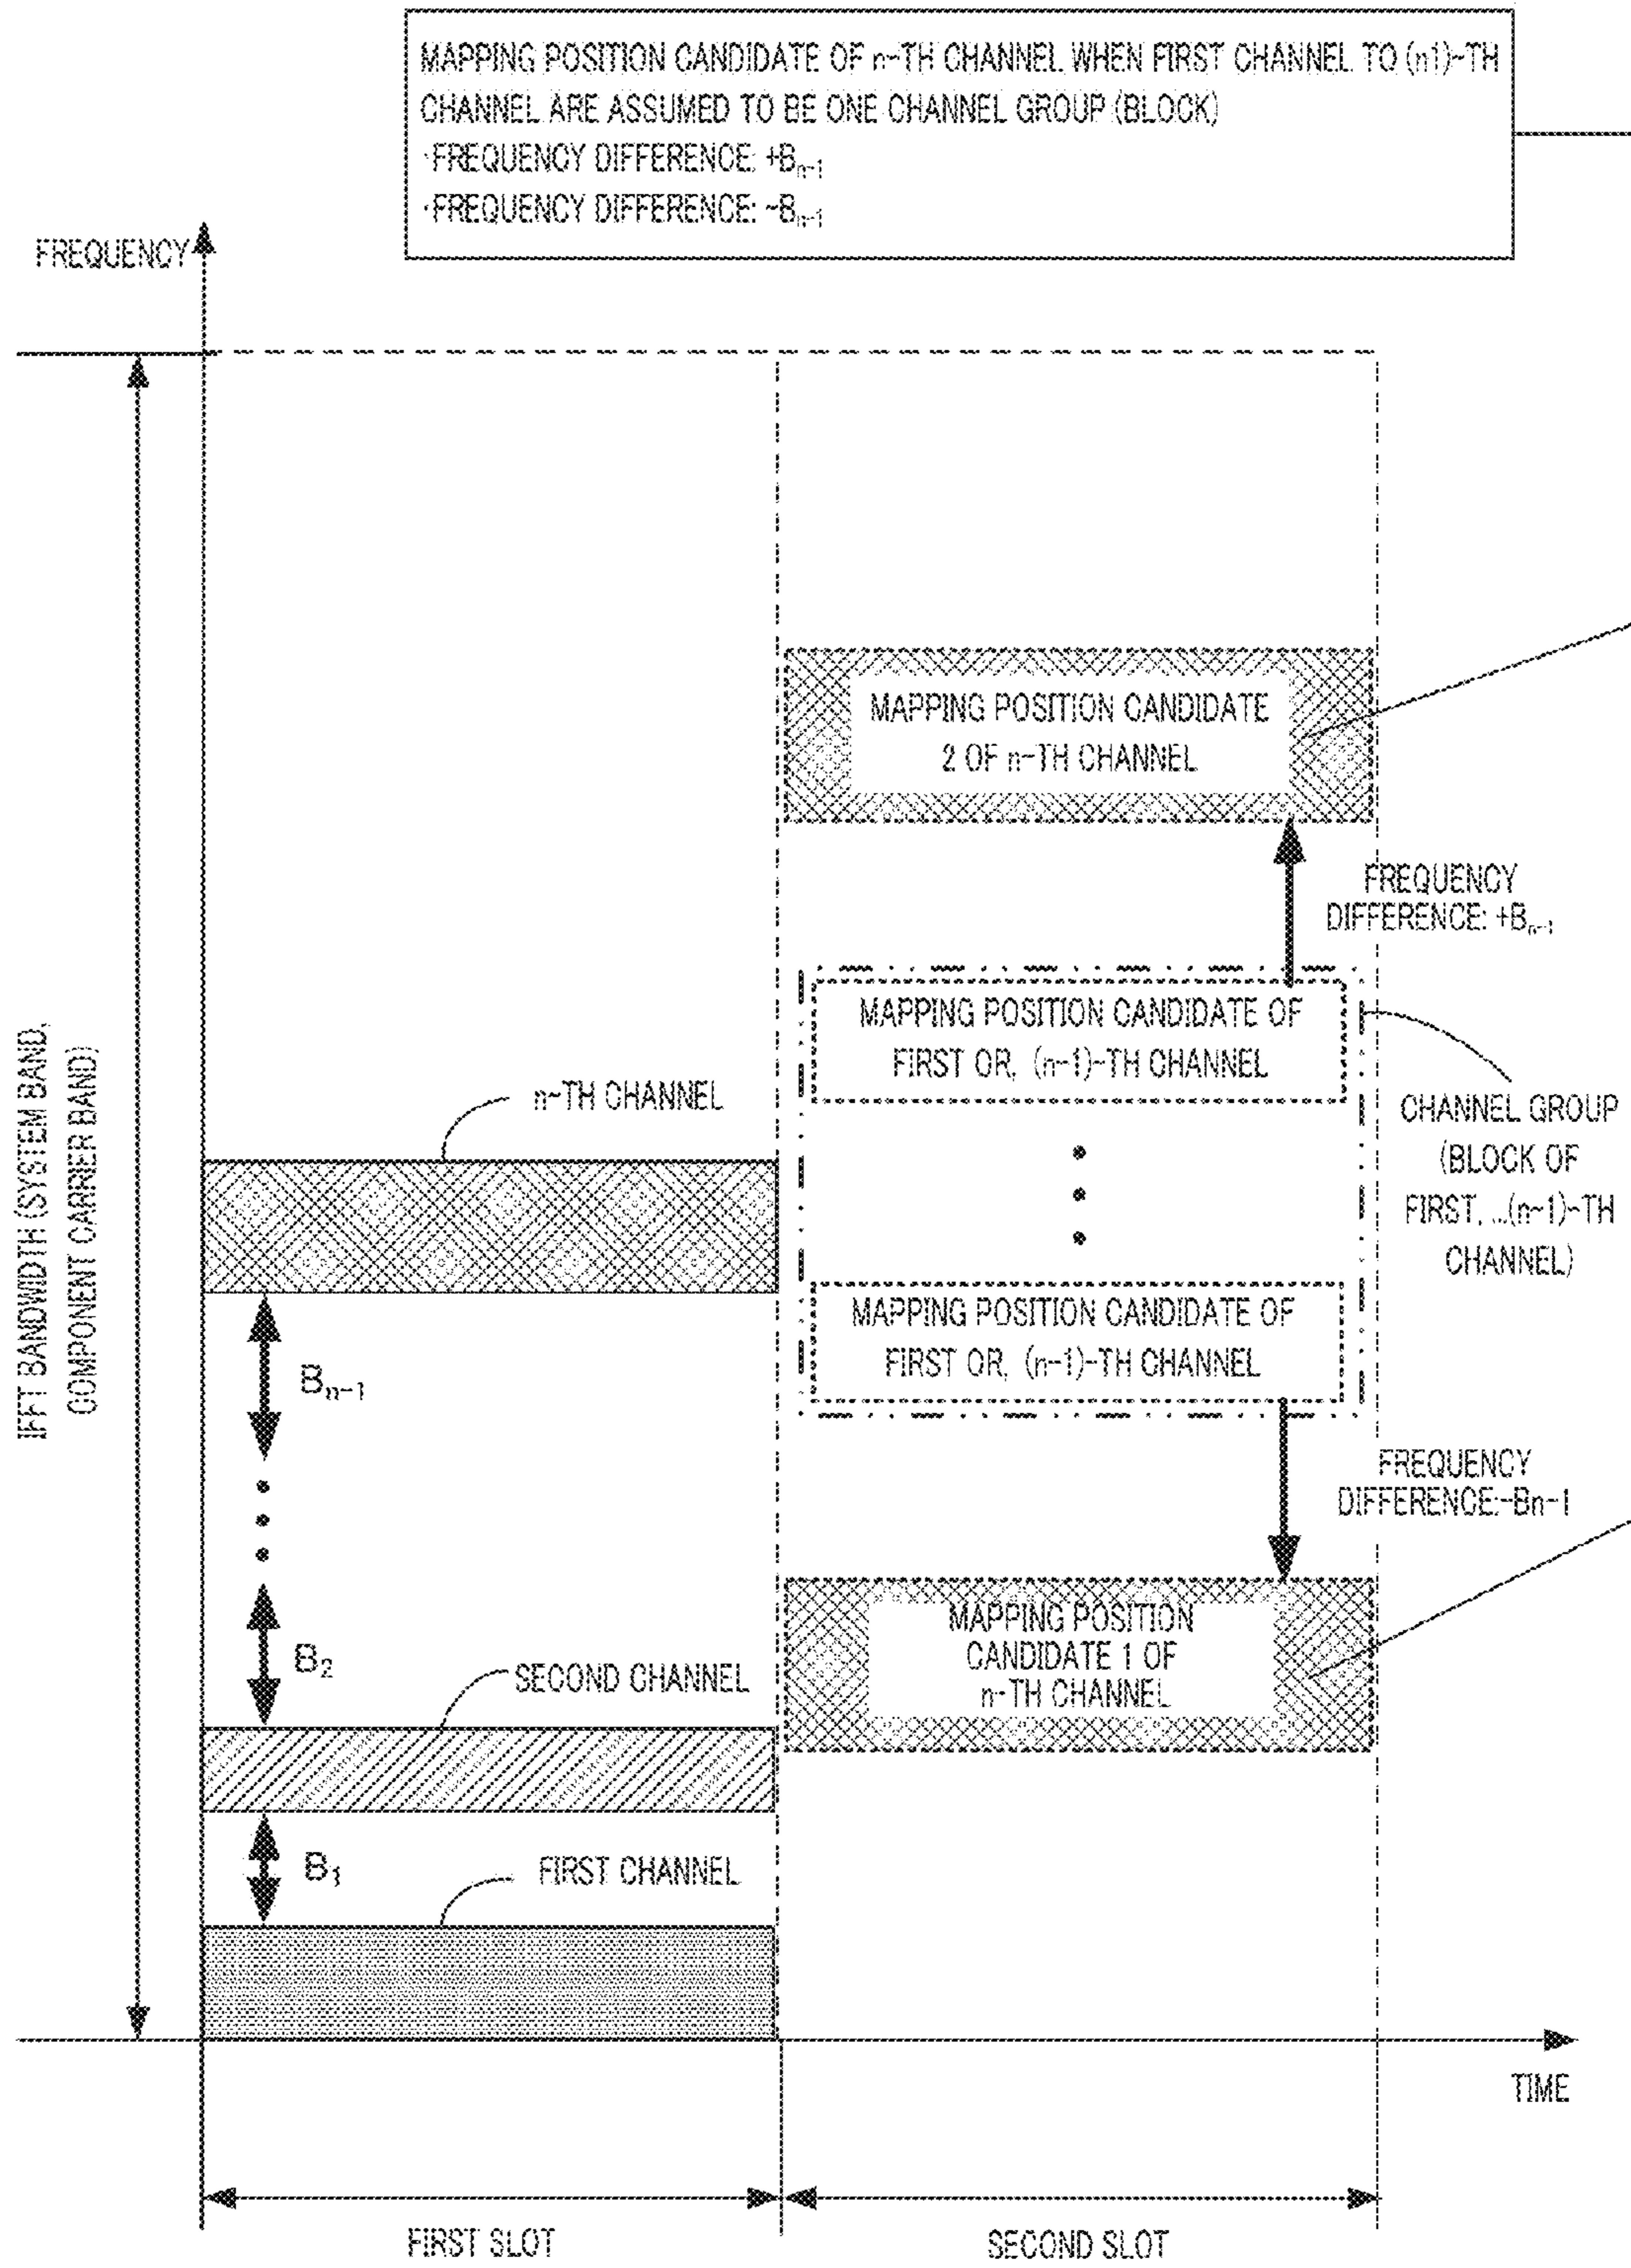 MAPPING POSITION CANDIDATE OF n-TH CHANNEL WHEN FIRST CHANNEL TO (n1)-TH
CHANNEL ARE ASSUMED TO BE ONE CHANNEL GROUP (BLOCK)
·FREQUENCY DIFFERENCE: +Bn-1
·FREQUENCY DIFFERENCE: -Bn-1
FREQUENCY
MAPPING POSITION CANDIDATE
2 OF n-TH CHANNEL
FREQUENCY
DIFFERENCE: +Bn-1
MAPPING POSITION CANDIDATE OF
FIRST OR, (n-1)-TH CHANNEL
CHANNEL GROUP
(BLOCK OF
FIRST, ...(n-1)-TH
CHANNEL)
MAPPING POSITION CANDIDATE OF
FIRST OR, (n-1)-TH CHANNEL
FREQUENCY
DIFFERENCE:-Bn-1
MAPPING POSITION
CANDIDATE 1 OF
n-TH CHANNEL
IFFT BANDWIDTH (SYSTEM BAND,
COMPONENT CARRIER BAND)
n-TH CHANNEL
Bn-1
B2
SECOND CHANNEL
B1
FIRST CHANNEL
TIME
FIRST SLOT
SECOND SLOT